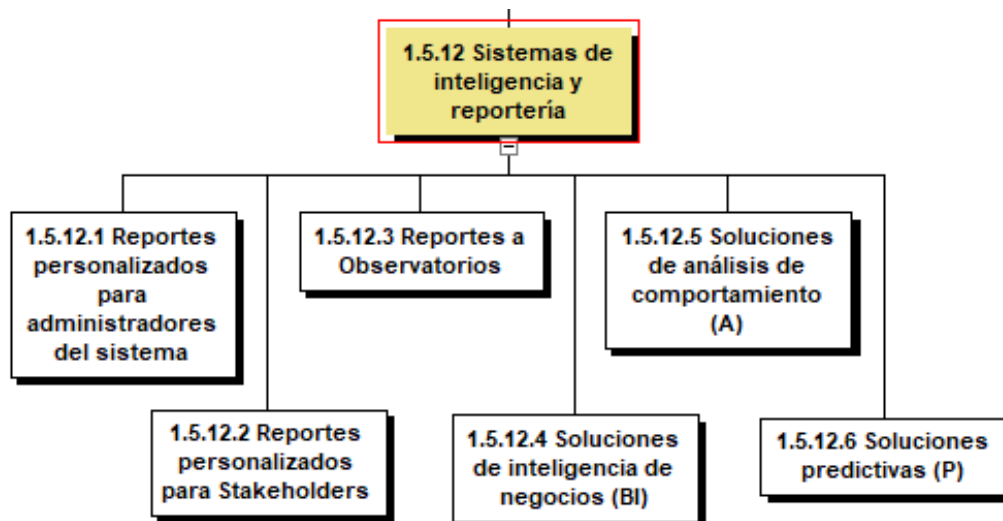 1.5.12 Sistemas de
inteligencia y
reportería
1.5.12.1 Reportes
personalizados
para
administradores
del sistema
1.5.12.2 Reportes
personalizados
para Stakeholders
1.5.12.3 Reportes a
Observatorios
1.5.12.4 Soluciones
de inteligencia de
negocios (BI)
1.5.12.5 Soluciones
de análisis de
comportamiento
(A)
1.5.12.6 Soluciones
predictivas (P)